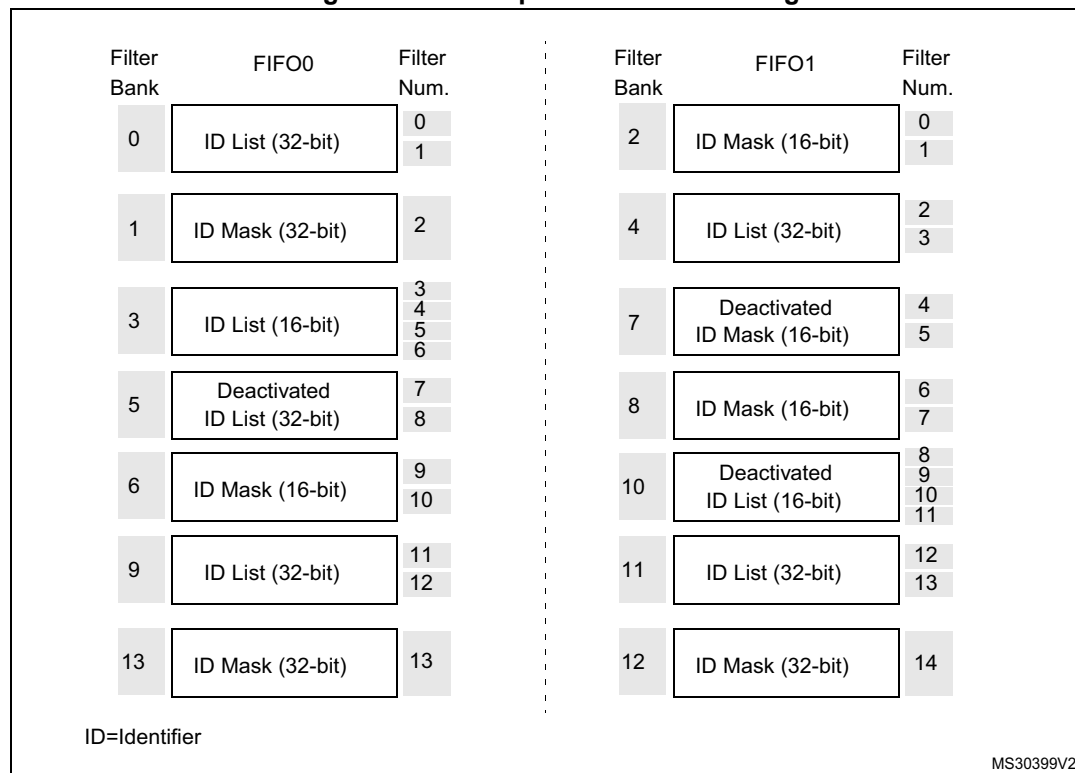 Filter Bank FIFO0 Filter Num.
0 ID List (32-bit) 0
1
1 ID Mask (32-bit) 2
3 ID List (16-bit) 3
4
5
6
5 Deactivated ID List (32-bit) 7
8
6 ID Mask (16-bit) 9
10
9 ID List (32-bit) 11
12
13 ID Mask (32-bit) 13
Filter Bank FIFO1 Filter Num.
2 ID Mask (16-bit) 0
1
4 ID List (32-bit) 2
3
7 Deactivated ID Mask (16-bit) 4
5
8 ID Mask (16-bit) 6
7
10 Deactivated ID List (16-bit) 8
9
10
11
11 ID List (32-bit) 12
13
12 ID Mask (32-bit) 14
ID=Identifier
MS30399V2